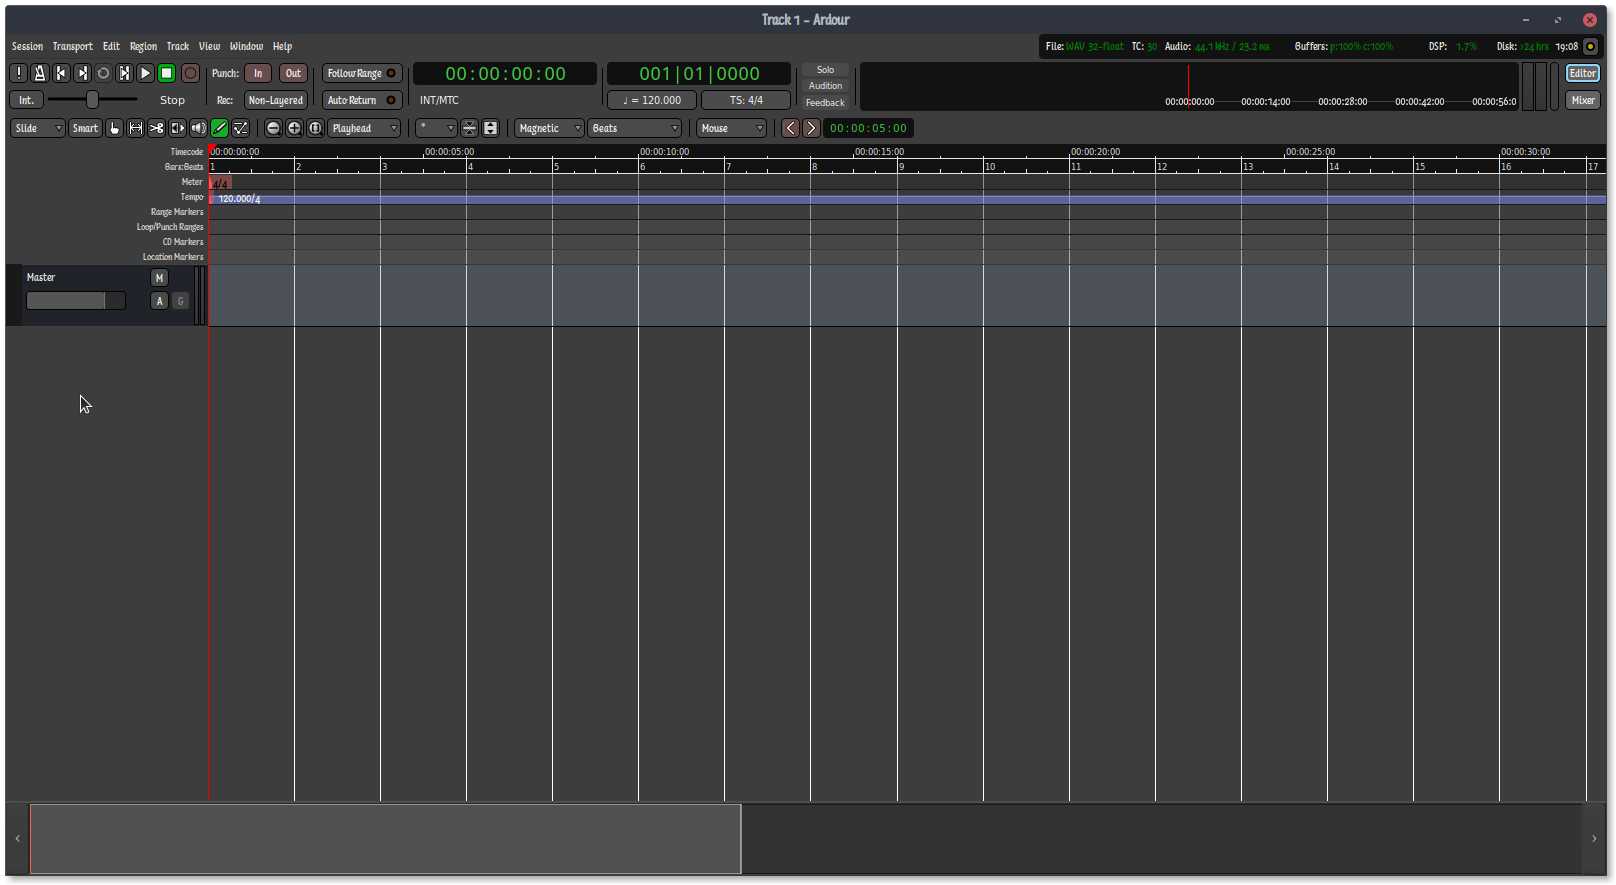 Track 1 - Ardour
Session Transport Edit Region Track View Window Help
File: WAV 32-float TC: 30 Audio: 44.1 kHz / 23.2 ms Buffers: p:100% c:100% DSP: 1.7% Disk: >24 hrs 19:08
! Punch: In Out Follow Range 00:00:00:00 001|01|0000 Solo Editor
Audition
Int. Stop Rec: Non-Layered Auto Return INT/MTC ♩ = 120.000 TS: 4/4 Feedback 00:00:00:00 00:00:14:00 00:00:28:00 00:00:42:00 00:00:56:0 Mixer
Slide Smart Playhead * Magnetic Beats Mouse 00:00:05:00
Timecode 00:00:00:00 00:00:05:00 00:00:10:00 00:00:15:00 00:00:20:00 00:00:25:00 00:00:30:00
Bars:Beats 1 2 3 4 5 6 7 8 9 10 11 12 13 14 15 16 17
Meter 4/4
Tempo 120.000/4
Range Markers
Loop/Punch Ranges
CD Markers
Location Markers
Master M
A G